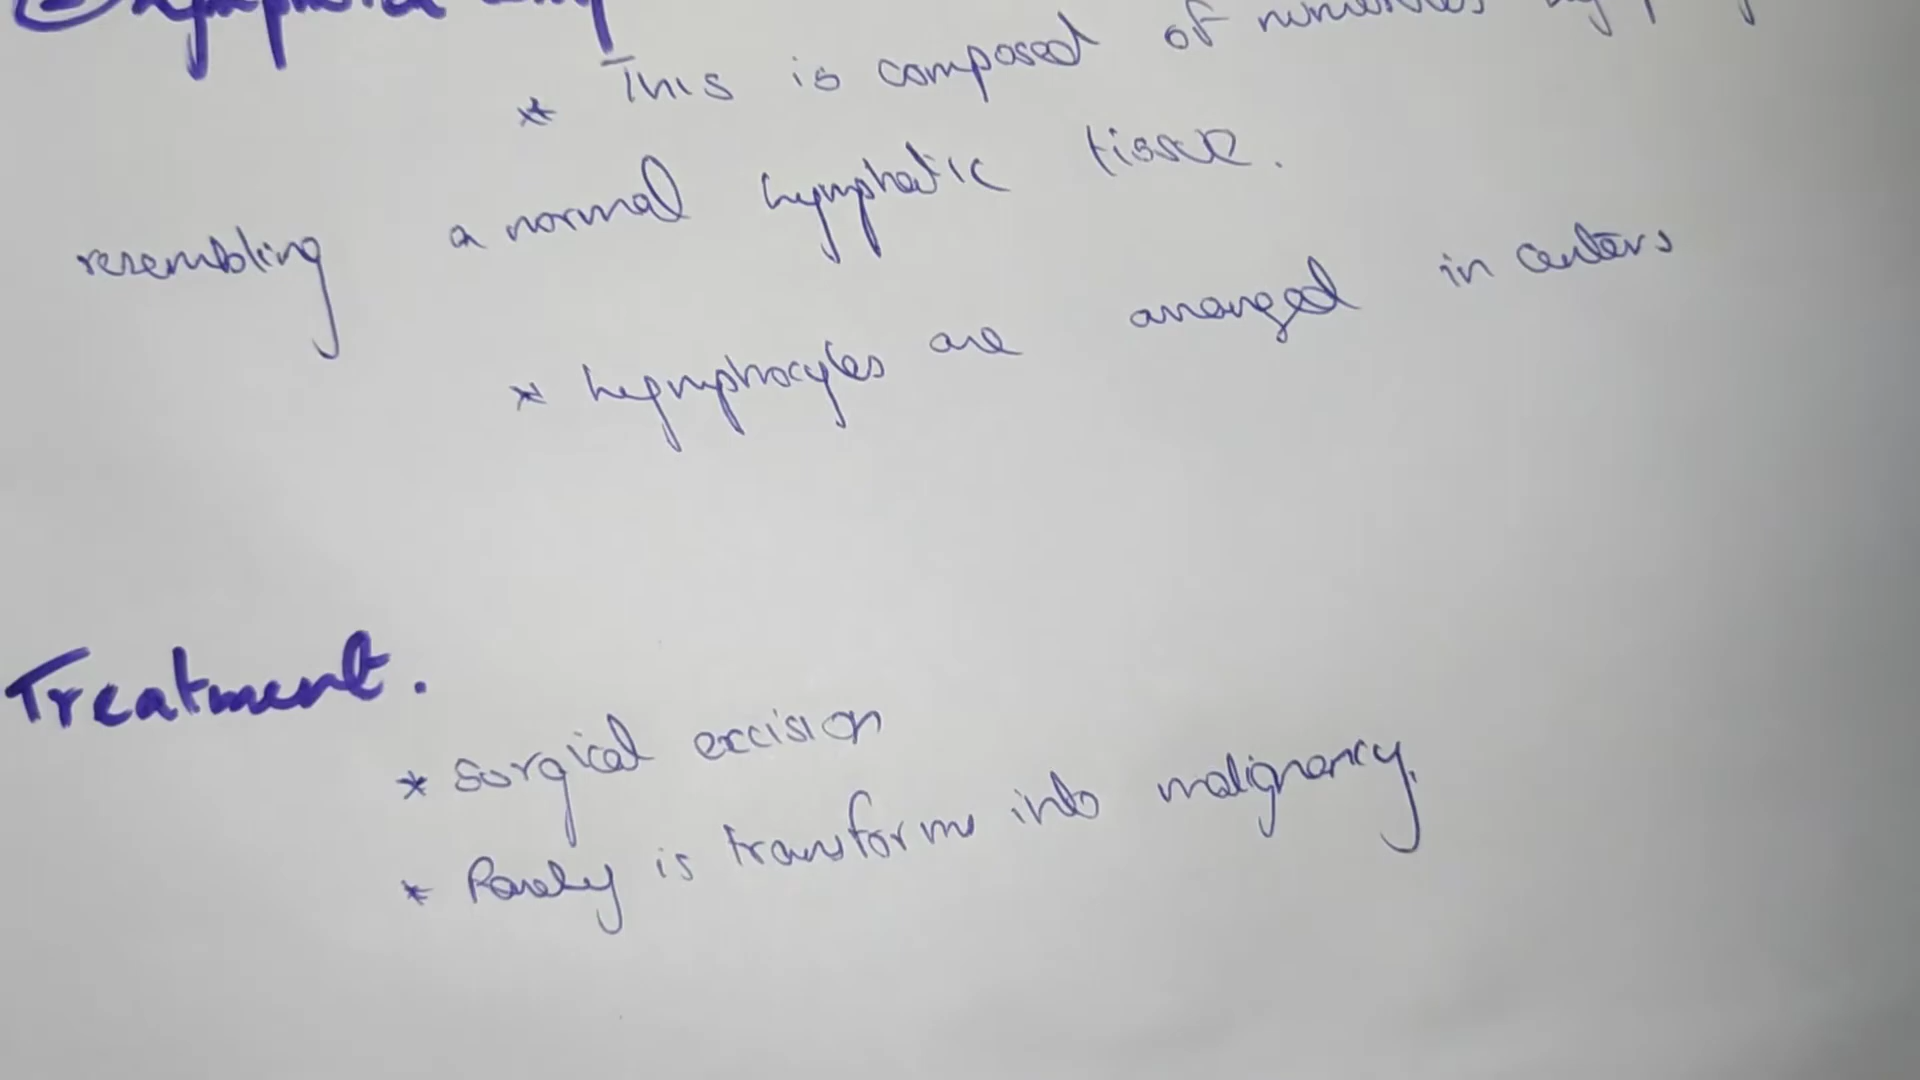 * This is composed of
resembling a normal lymphatic tissue.
* Lymphocytes are arranged in centers
Treatment.
* Surgical excision
* Rarely is transforms into malignancy.